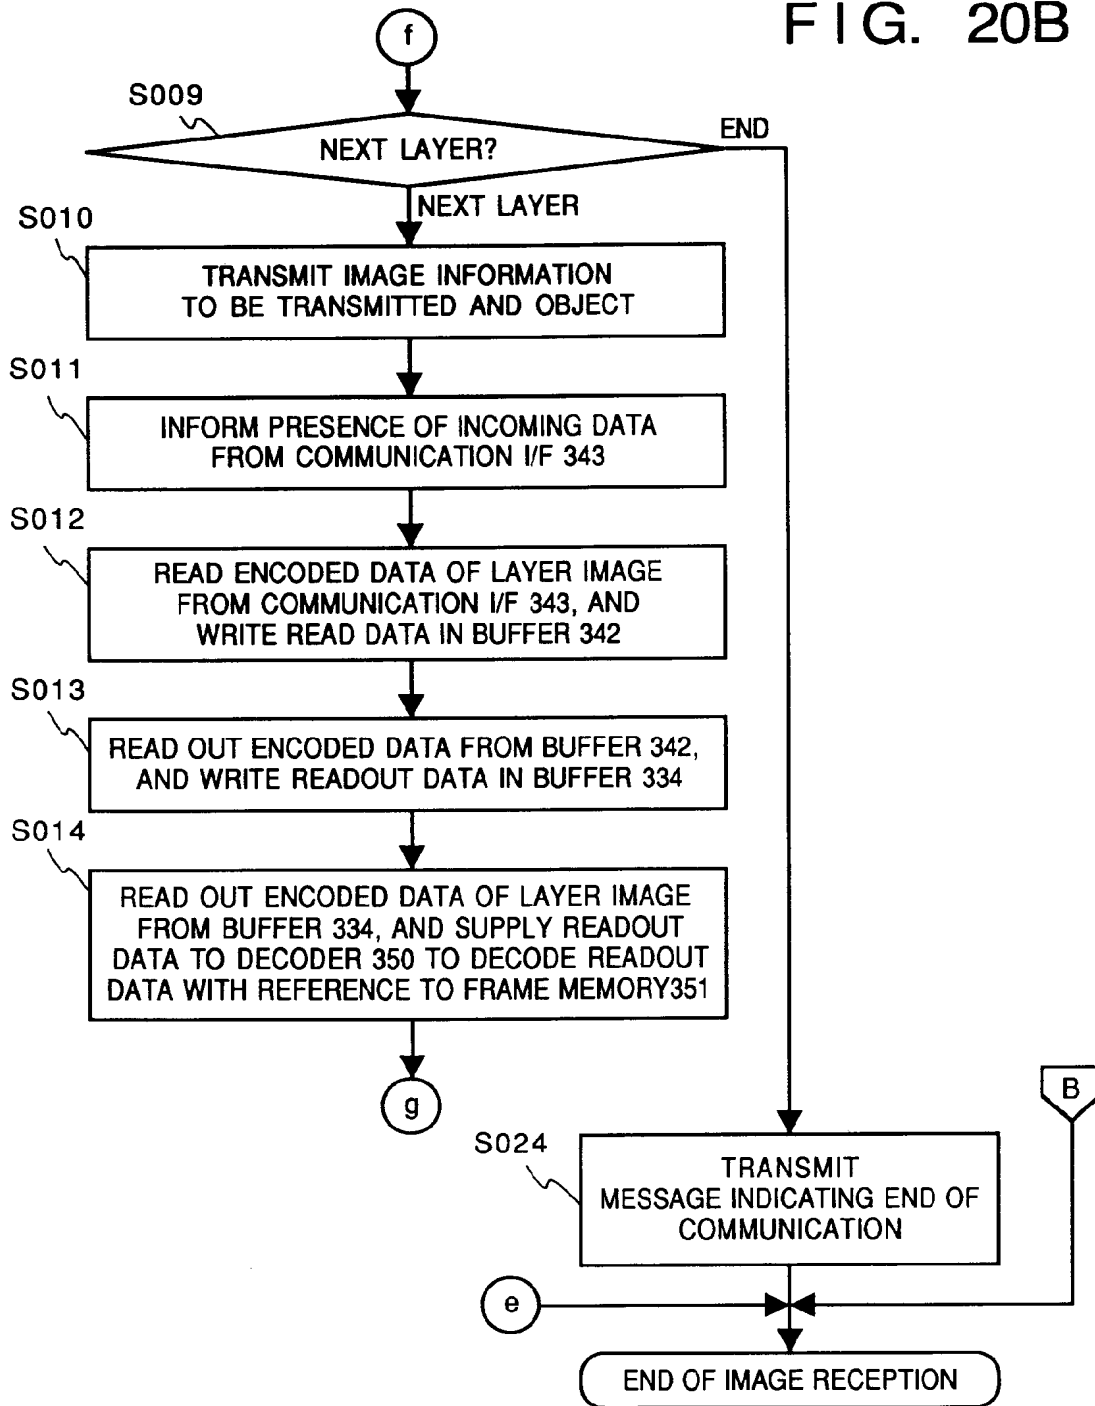 FIG. 20B
f
S009
NEXT LAYER?
END
NEXT LAYER
S010
TRANSMIT IMAGE INFORMATION
TO BE TRANSMITTED AND OBJECT
S011
INFORM PRESENCE OF INCOMING DATA
FROM COMMUNICATION I/F 343
S012
READ ENCODED DATA OF LAYER IMAGE
FROM COMMUNICATION I/F 343, AND
WRITE READ DATA IN BUFFER 342
S013
READ OUT ENCODED DATA FROM BUFFER 342,
AND WRITE READOUT DATA IN BUFFER 334
S014
READ OUT ENCODED DATA OF LAYER IMAGE
FROM BUFFER 334, AND SUPPLY READOUT
DATA TO DECODER 350 TO DECODE READOUT
DATA WITH REFERENCE TO FRAME MEMORY351
g
B
S024
TRANSMIT
MESSAGE INDICATING END OF
COMMUNICATION
e
END OF IMAGE RECEPTION